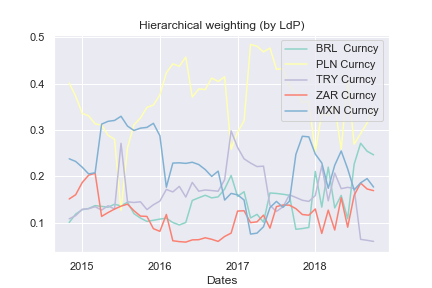 Hierarchical weighting (by LdP)
0.5
0.4
0.3
0.2
0.1
BRL  Curncy
PLN Curncy
TRY Curncy
ZAR Curncy
MXN Curncy
2015 2016 2017 2018
Dates